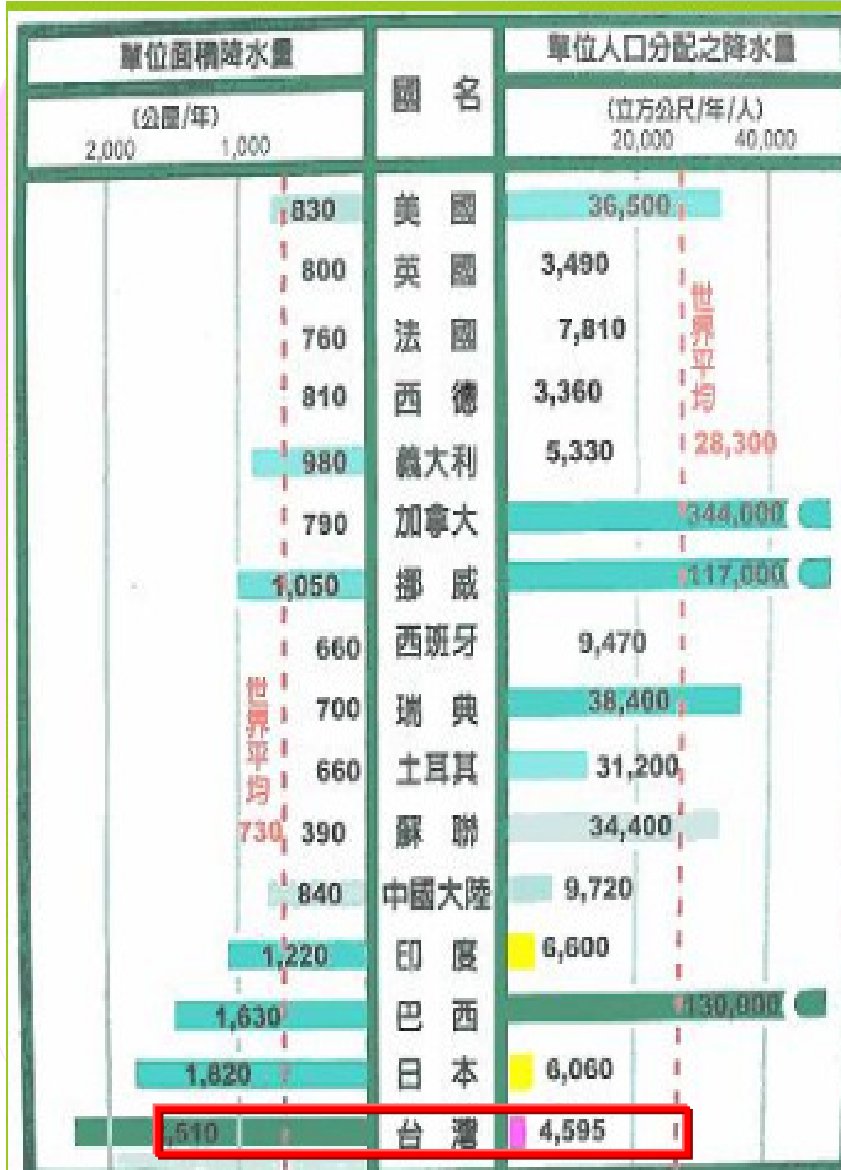 單位面積降水量 國名 單位人口分配之降水量
(公厘/年) (立方公尺/年/人)
2,000 1,000 20,000 40,000
830 美國 36,500
800 英國 3,490
760 法國 7,810
810 西德 3,360
980 義大利 5,330
790 加拿大 344,000
1,050 挪威 117,000
660 西班牙 9,470
700 瑞典 38,400
660 土耳其 31,200
390 蘇聯 34,400
840 中國大陸 9,720
1,220 印度 6,600
1,630 巴西 130,000
1,820 日本 6,060
,510 台灣 4,595
世界平均
730
世界平均
28,300